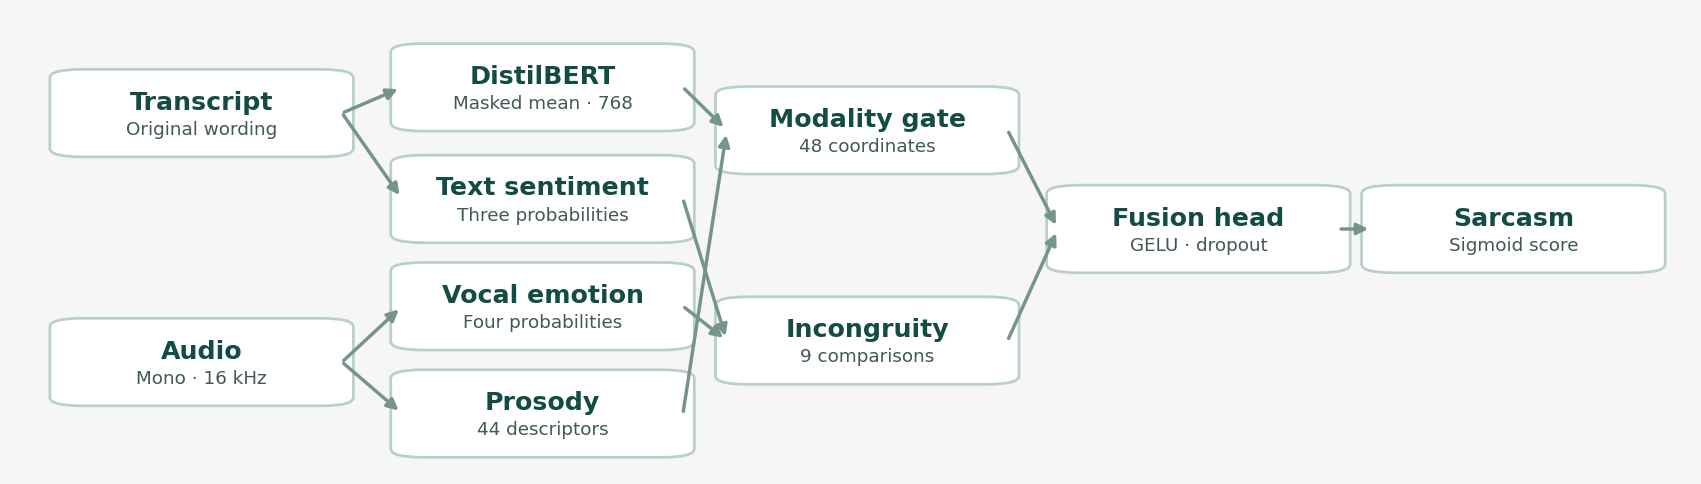 Transcript
Original wording
Audio
Mono · 16 kHz
DistilBERT
Masked mean · 768
Text sentiment
Three probabilities
Vocal emotion
Four probabilities
Prosody
44 descriptors
Modality gate
48 coordinates
Incongruity
9 comparisons
Fusion head
GELU · dropout
Sarcasm
Sigmoid score